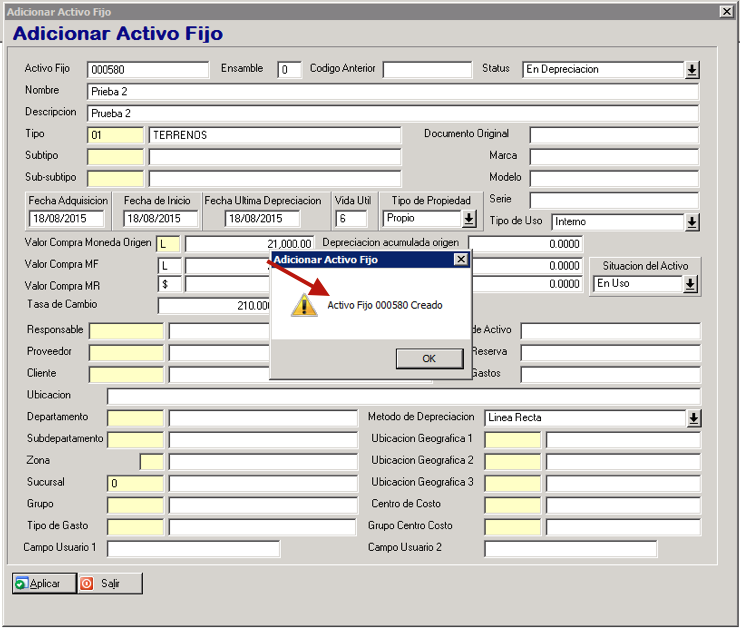 Adicionar Activo Fijo
Adicionar Activo Fijo
Activo Fijo 000580 Ensamble 0 Codigo Anterior Status En Depreciacion
Nombre Prieba 2
Descripcion Prueba 2
Tipo 01 TERRENOS Documento Original
Subtipo Marca
Sub-subtipo Modelo
Fecha Adquisicion Fecha de Inicio Fecha Ultima Depreciacion Vida Util Tipo de Propiedad Serie
18/08/2015 18/08/2015 18/08/2015 6 Propio Tipo de Uso Interno
Valor Compra Moneda Origen L 21,000.00 Depreciacion acumulada origen 0.0000
Adicionar Activo Fijo
Valor Compra MF L 0.0000 Situacion del Activo
Valor Compra MR $ 0.0000 En Uso
Tasa de Cambio 210.00
Activo Fijo 000580 Creado
Responsable de Activo
Proveedor Reserva
OK
Cliente Gastos
Ubicacion
Departamento Metodo de Depreciacion Linea Recta
Subdepartamento Ubicacion Geografica 1
Zona Ubicacion Geografica 2
Sucursal 0 Ubicacion Geografica 3
Grupo Centro de Costo
Tipo de Gasto Grupo Centro Costo
Campo Usuario 1 Campo Usuario 2
Aplicar Salir